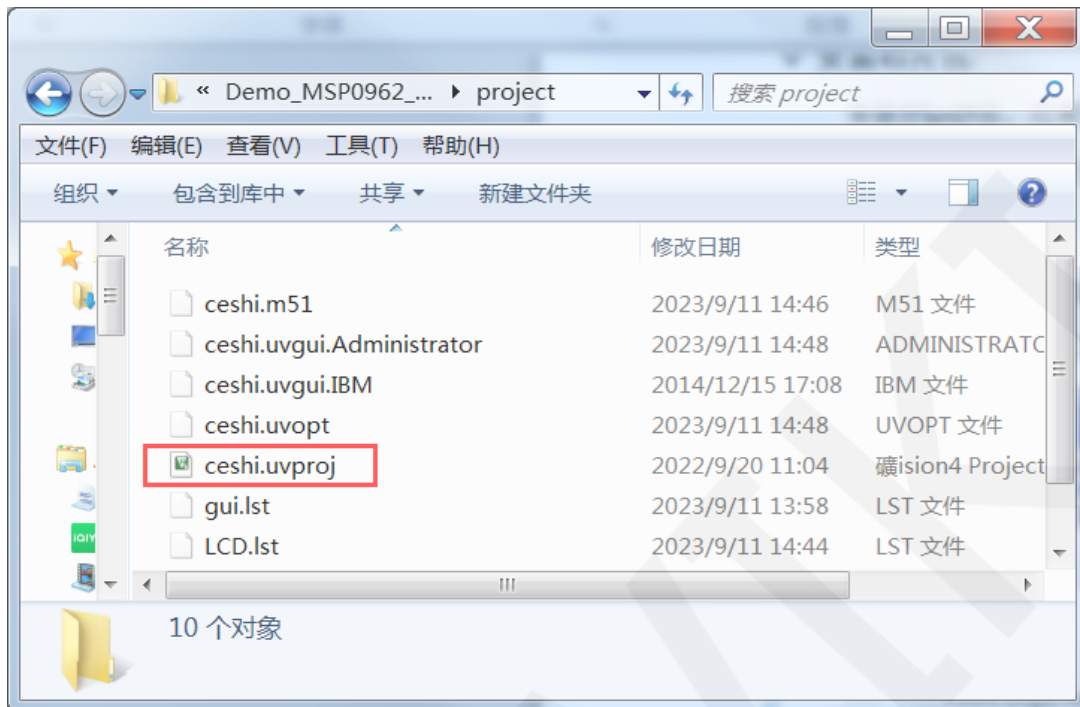 « Demo_MSP0962_... project 搜索 project
文件(F) 编辑(E) 查看(V) 工具(T) 帮助(H)
组织 包含到库中 共享 新建文件夹
名称 修改日期 类型
ceshi.m51 2023/9/11 14:46 M51 文件
ceshi.uvgui.Administrator 2023/9/11 14:48 ADMINISTRATC
ceshi.uvgui.IBM 2014/12/15 17:08 IBM 文件
ceshi.uvopt 2023/9/11 14:48 UVOPT 文件
ceshi.uvproj 2022/9/20 11:04 礦ision4 Project
gui.lst 2023/9/11 13:58 LST 文件
LCD.lst 2023/9/11 14:44 LST 文件
10 个对象